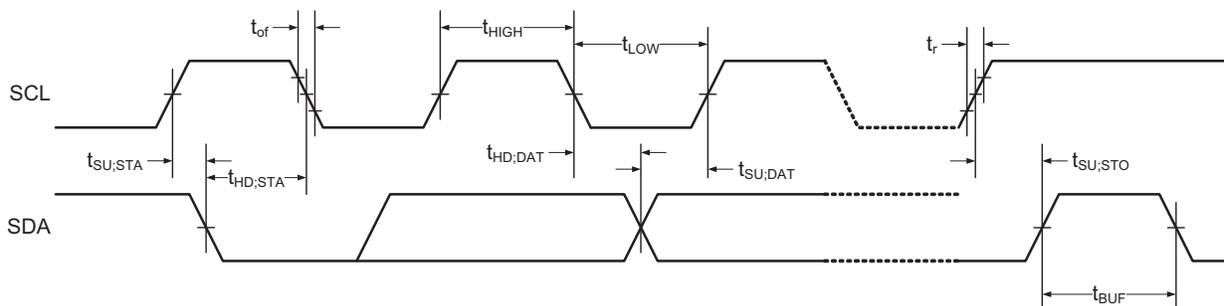 t_of
t_HIGH
t_LOW
t_r
SCL
t_SU;STA
t_HD;STA
t_HD;DAT
t_SU;DAT
t_SU;STO
SDA
t_BUF